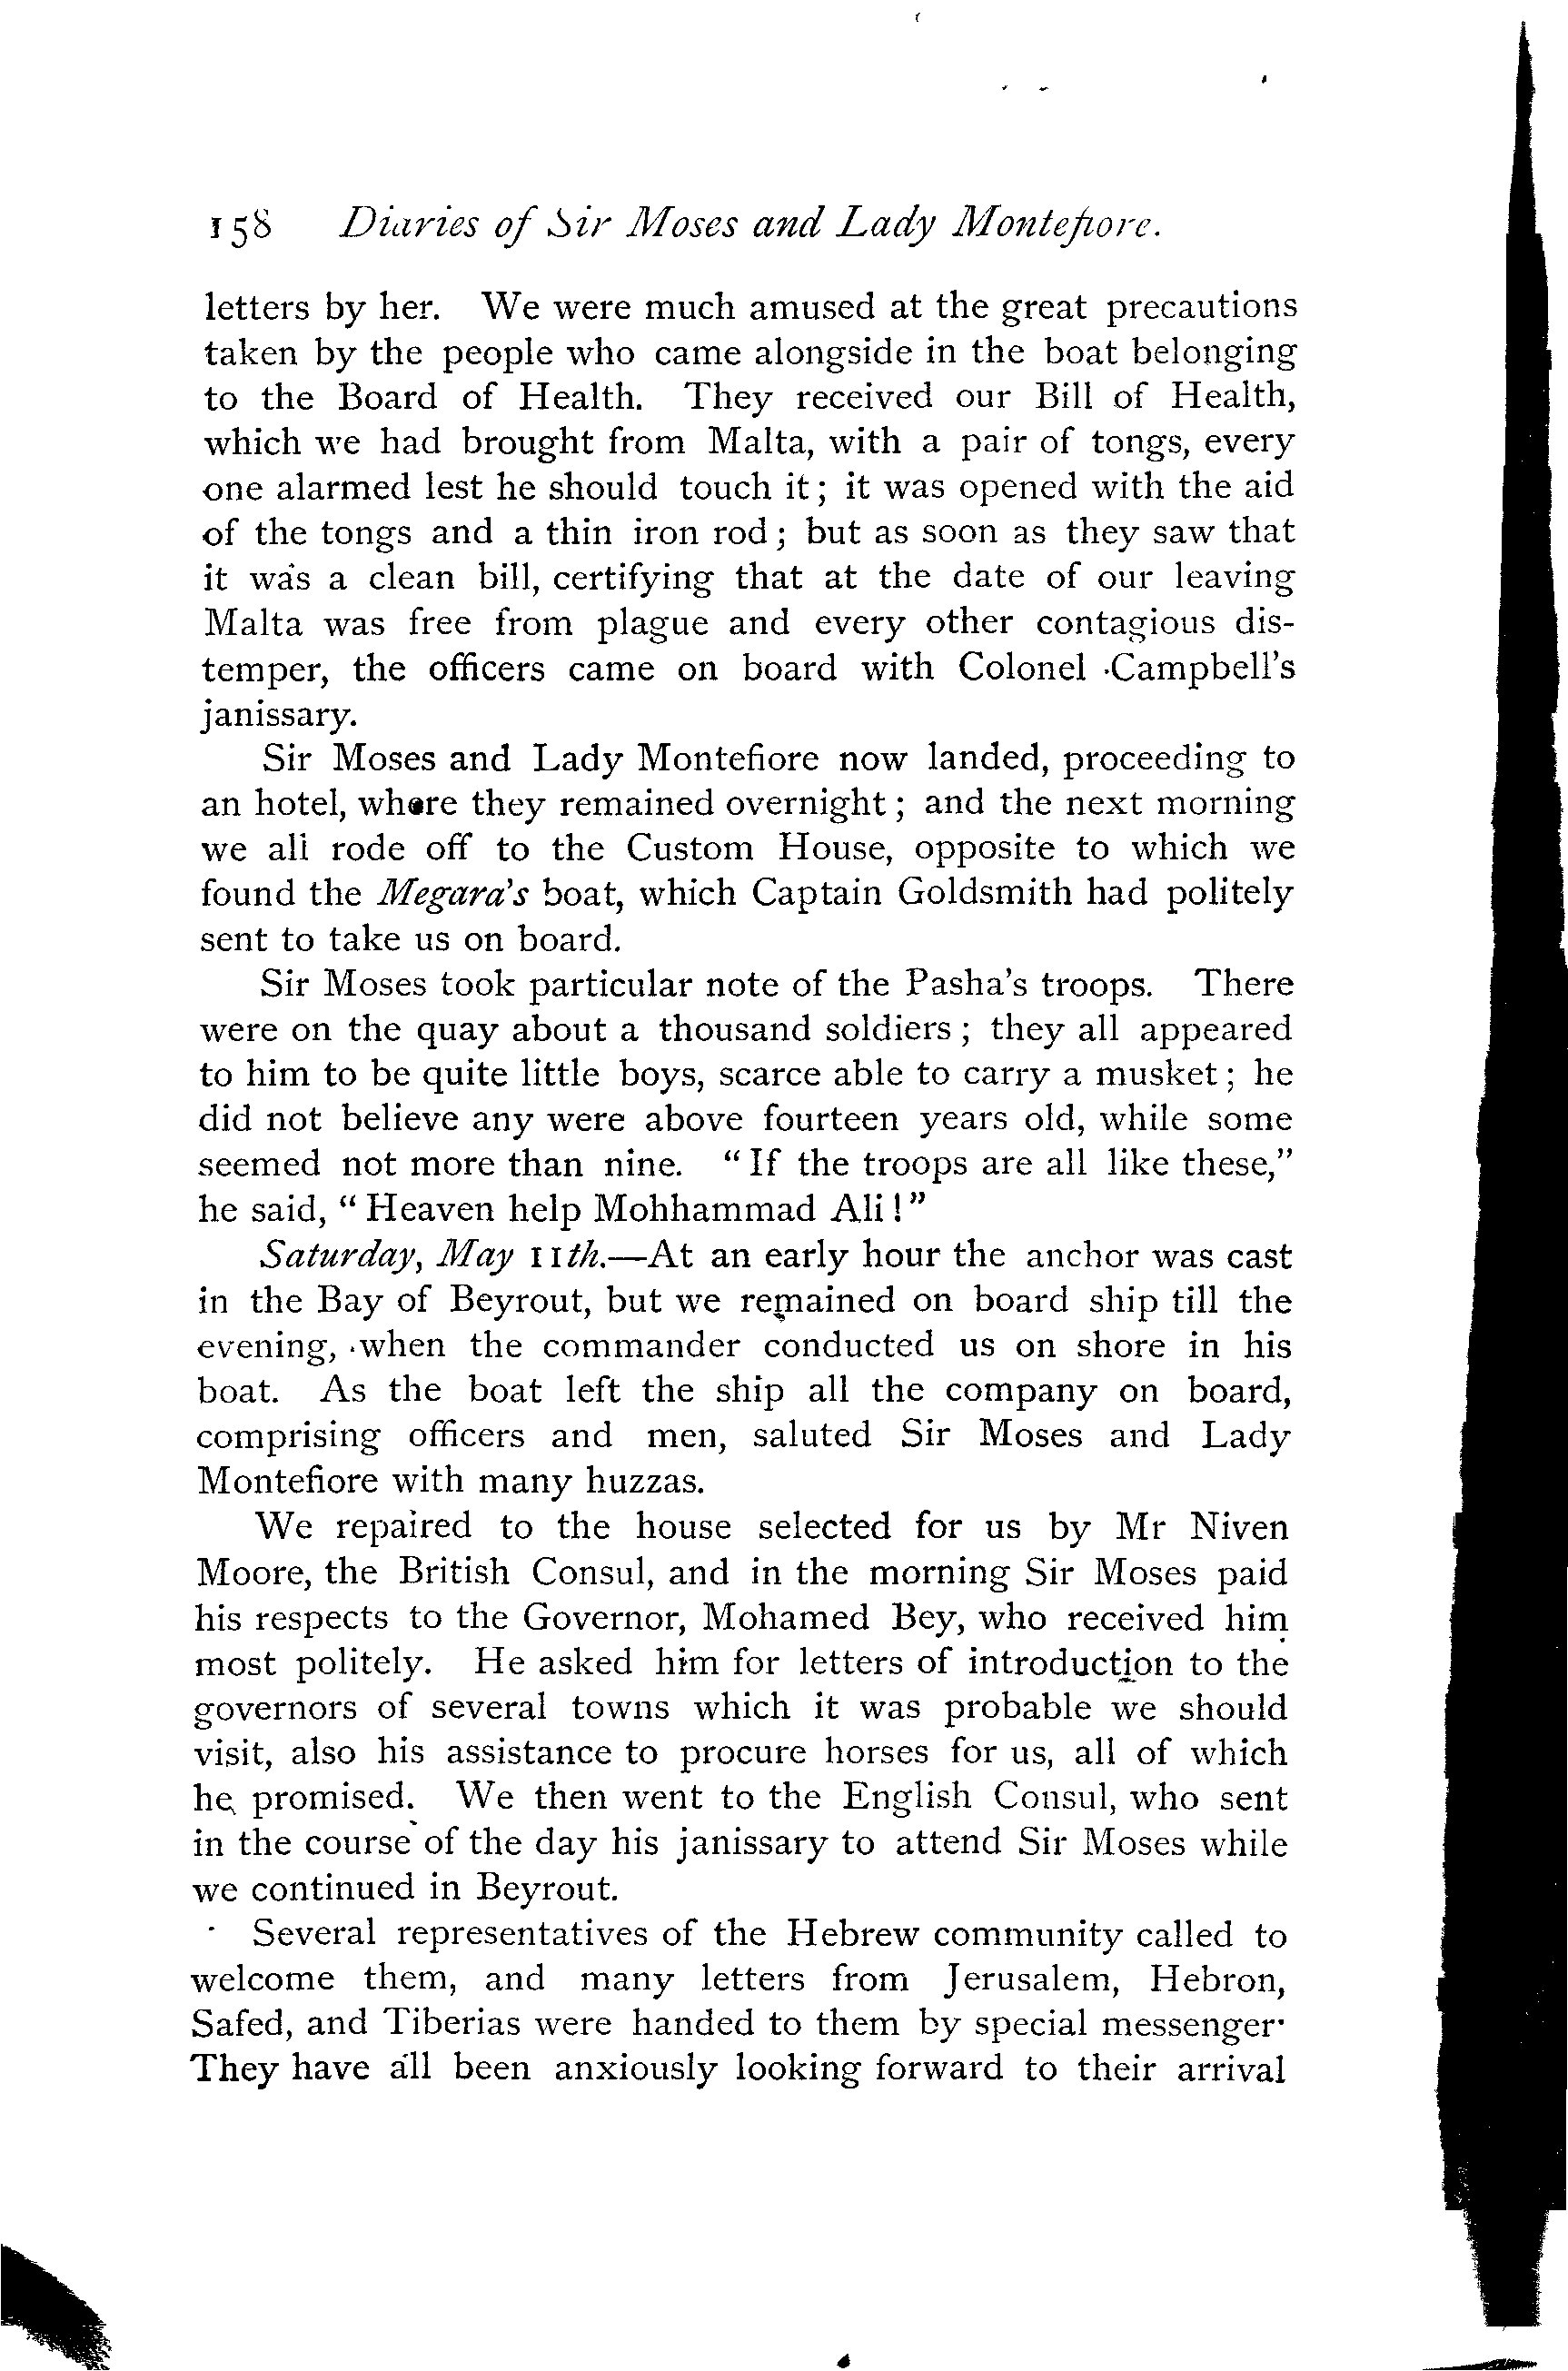 158 Diaries of Sir Moses and Lady Montefiore.
letters by her. We were much amused at the great precautions
taken by the people who came alongside in the boat belonging
to the Board of Health. They received our Bill of Health,
which we had brought from Malta, with a pair of tongs, every
one alarmed lest he should touch it; it was opened with the aid
of the tongs and a thin iron rod; but as soon as they saw that
it was a clean bill, certifying that at the date of our leaving
Malta was free from plague and every other contagious dis-
temper, the officers came on board with Colonel Campbell's
janissary.
Sir Moses and Lady Montefiore now landed, proceeding to
an hotel, where they remained overnight; and the next morning
we all rode off to the Custom House, opposite to which we
found the Megara's boat, which Captain Goldsmith had politely
sent to take us on board.
Sir Moses took particular note of the Pasha's troops. There
were on the quay about a thousand soldiers; they all appeared
to him to be quite little boys, scarce able to carry a musket; he
did not believe any were above fourteen years old, while some
seemed not more than nine. "If the troops are all like these,"
he said, "Heaven help Mohhammad Ali!"
Saturday, May 11th.—At an early hour the anchor was cast
in the Bay of Beyrout, but we remained on board ship till the
evening, when the commander conducted us on shore in his
boat. As the boat left the ship all the company on board,
comprising officers and men, saluted Sir Moses and Lady
Montefiore with many huzzas.
We repaired to the house selected for us by Mr Niven
Moore, the British Consul, and in the morning Sir Moses paid
his respects to the Governor, Mohamed Bey, who received him
most politely. He asked him for letters of introduction to the
governors of several towns which it was probable we should
visit, also his assistance to procure horses for us, all of which
he promised. We then went to the English Consul, who sent
in the course of the day his janissary to attend Sir Moses while
we continued in Beyrout.
Several representatives of the Hebrew community called to
welcome them, and many letters from Jerusalem, Hebron,
Safed, and Tiberias were handed to them by special messenger.
They have all been anxiously looking forward to their arrival